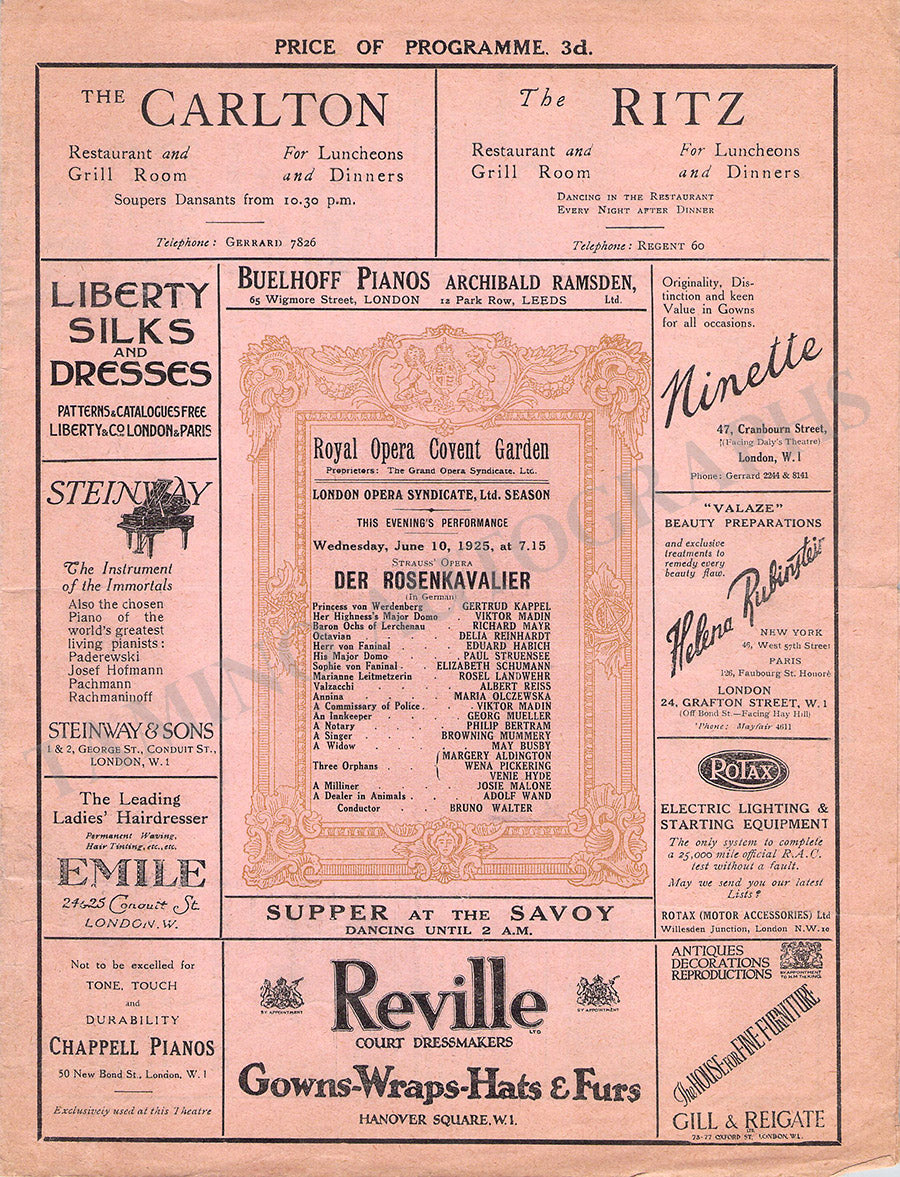 PRICE OF PROGRAMME. 3d.
THE CARLTON
Restaurant and
Grill Room
For Luncheons
and Dinners
Soupers Dansants from 10.30 p.m.
Telephone: GERRARD 7826
The RITZ
Restaurant and
Grill Room
For Luncheons
and Dinners
DANCING IN THE RESTAURANT
EVERY NIGHT AFTER DINNER
Telephone: REGENT 60
LIBERTY
SILKS
AND
DRESSES
PATTERNS & CATALOGUES FREE
LIBERTY & CO. LONDON & PARIS
STEINWAY
The Instrument
of the Immortals
Also the chosen
Piano of the
world's greatest
living pianists:
Paderewski
Josef Hofmann
Pachmann
Rachmaninoff
STEINWAY & SONS
1 & 2, GEORGE ST., CONDUIT ST.,
LONDON, W.1
The Leading
Ladies' Hairdresser
Permanent Waving,
Hair Tinting, etc., etc.
EMILE
24 & 25 Conduit St.
LONDON. W.
Not to be excelled for
TONE, TOUCH
and
DURABILITY
CHAPPELL PIANOS
50 New Bond St., London, W. 1
Exclusively used at this Theatre
BUELHOFF PIANOS ARCHIBALD RAMSDEN,
65 Wigmore Street, LONDON 12 Park Row, LEEDS Ltd.
Royal Opera Covent Garden
Proprietors: The Grand Opera Syndicate, Ltd.
LONDON OPERA SYNDICATE, Ltd. SEASON
THIS EVENING'S PERFORMANCE
Wednesday, June 10, 1925, at 7.15
STRAUSS' OPERA
DER ROSENKAVALIER
(In German)
Princess von Werdenberg . GERTRUD KAPPEL
Her Highness's Major Domo . VIKTOR MADIN
Baron Ochs of Lerchenau . RICHARD MAYR
Octavian . . . . DELIA REINHARDT
Herr von Faninal . . . EDUARD HABICH
His Major Domo . . . PAUL STRUENSEE
Sophie von Faninal . . ELIZABETH SCHUMANN
Marianne Leitmetzerin . ROSEL LANDWEHR
Valzacchi . . . . ALBERT REISS
Annina . . . . MARIA OLCZEWSKA
A Commissary of Police . . VIKTOR MADIN
An Innkeeper . . . GEORG MUELLER
A Notary . . . . PHILIP BERTRAM
A Singer . . . BROWNING MUMMERY
A Widow . . . . MAY BUSBY
Three Orphans . . . MARGERY ALDINGTON
WENA PICKERING
VENIE HYDE
A Milliner . . . . JOSIE MALONE
A Dealer in Animals . . . ADOLF WAND
Conductor BRUNO WALTER
SUPPER AT THE SAVOY
DANCING UNTIL 2 A.M.
BY APPOINTMENT
Reville LTD
BY APPOINTMENT
COURT DRESSMAKERS
Gowns-Wraps-Hats & Furs
HANOVER SQUARE, W.1.
Originality, Dis-
tinction and keen
Value in Gowns
for all occasions.
Ninette
47, Cranbourn Street,
(Facing Daly's Theatre)
London, W.1
Phone: Gerrard 2244 & 8141
"VALAZE"
BEAUTY PREPARATIONS
and exclusive
treatments to
remedy every
beauty flaw.
Helena Rubinstein
NEW YORK
46, West 57th Street
PARIS
126, Faubourg St. Honoré
LONDON
24, GRAFTON STREET, W. 1
(Off Bond St.—Facing Hay Hill)
'Phone: Mayfair 4611
ROTAX
ELECTRIC LIGHTING &
STARTING EQUIPMENT
The only system to complete
a 25,000 mile official R.A.C.
test without a fault.
May we send you our latest
Lists?
ROTAX (MOTOR ACCESSORIES) Ltd
Willesden Junction, London N.W. 10
ANTIQUES
DECORATIONS
REPRODUCTIONS
BY APPOINTMENT
TO H.M. THE KING
The HOUSE FOR FINE FURNITURE
GILL & REIGATE
LTD
73-77 OXFORD ST. LONDON, W.1.
TAMINO AUTOGRAPHS